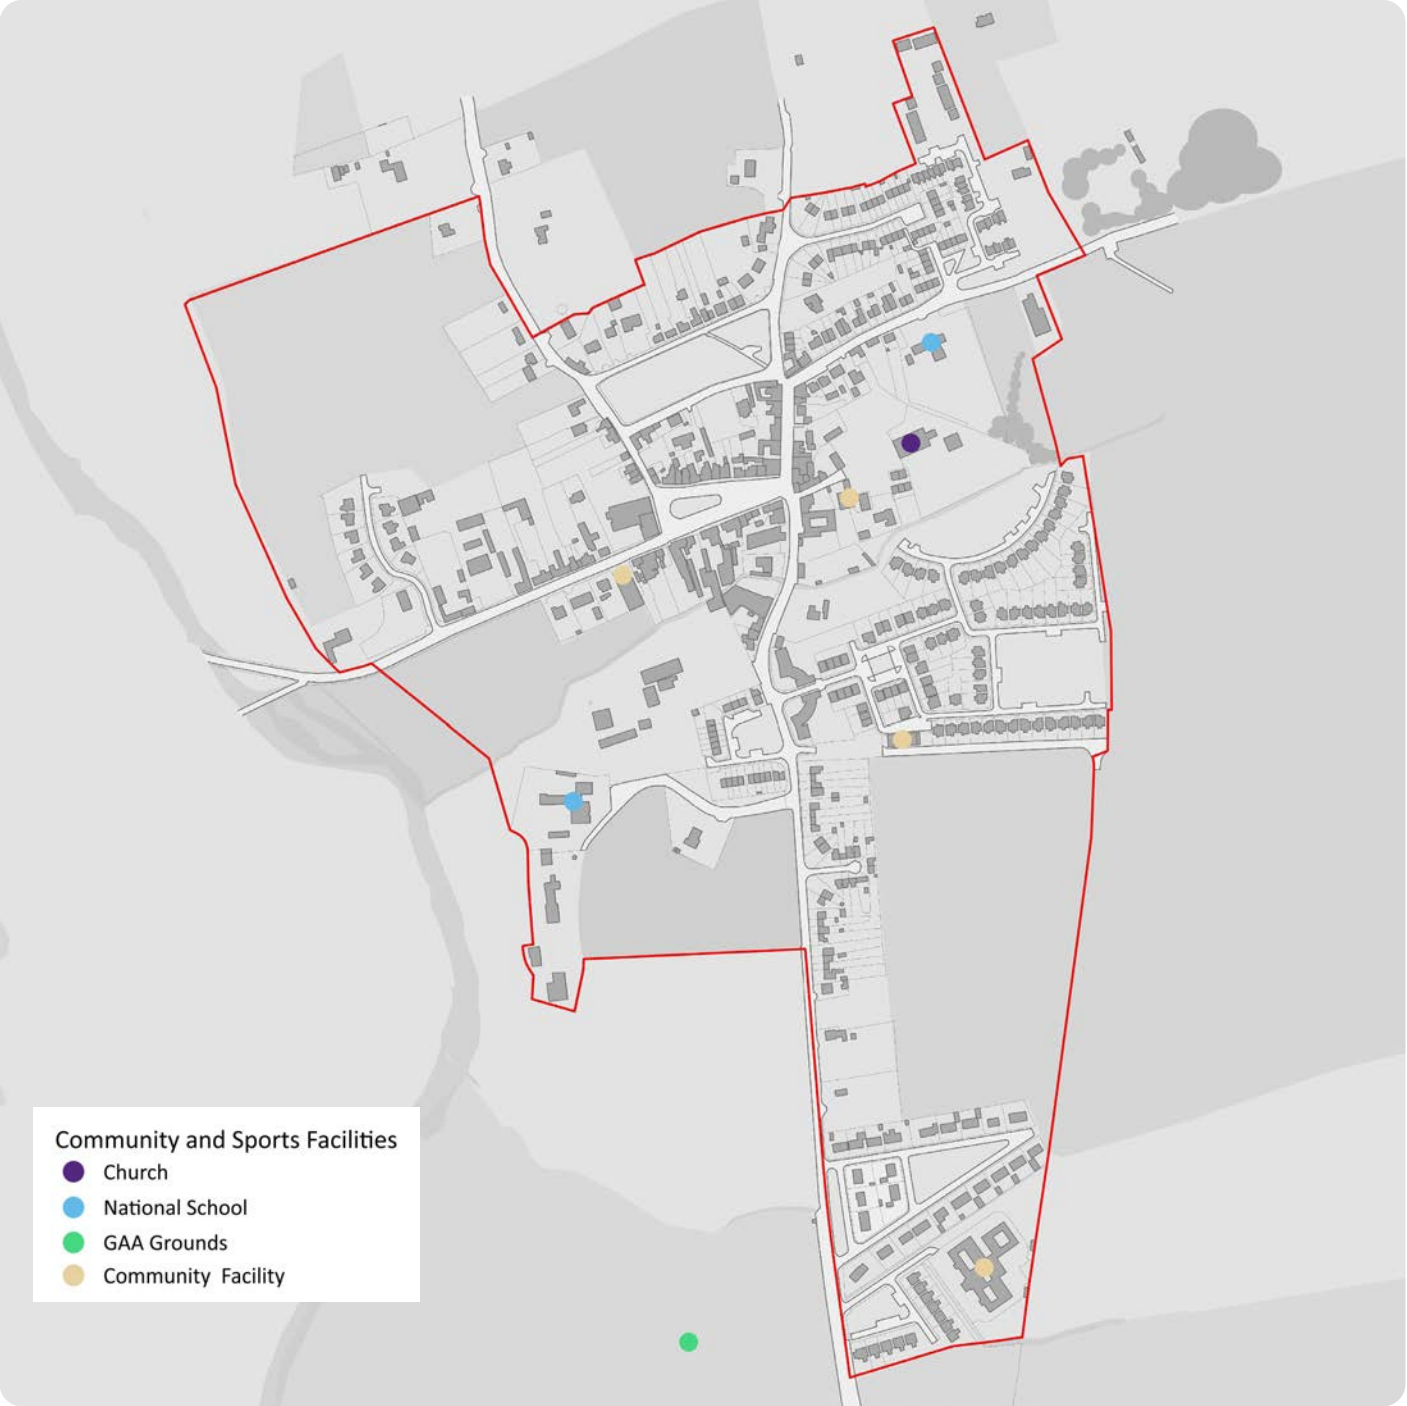 Community and Sports Facilities
Church
National School
GAA Grounds
Community Facility